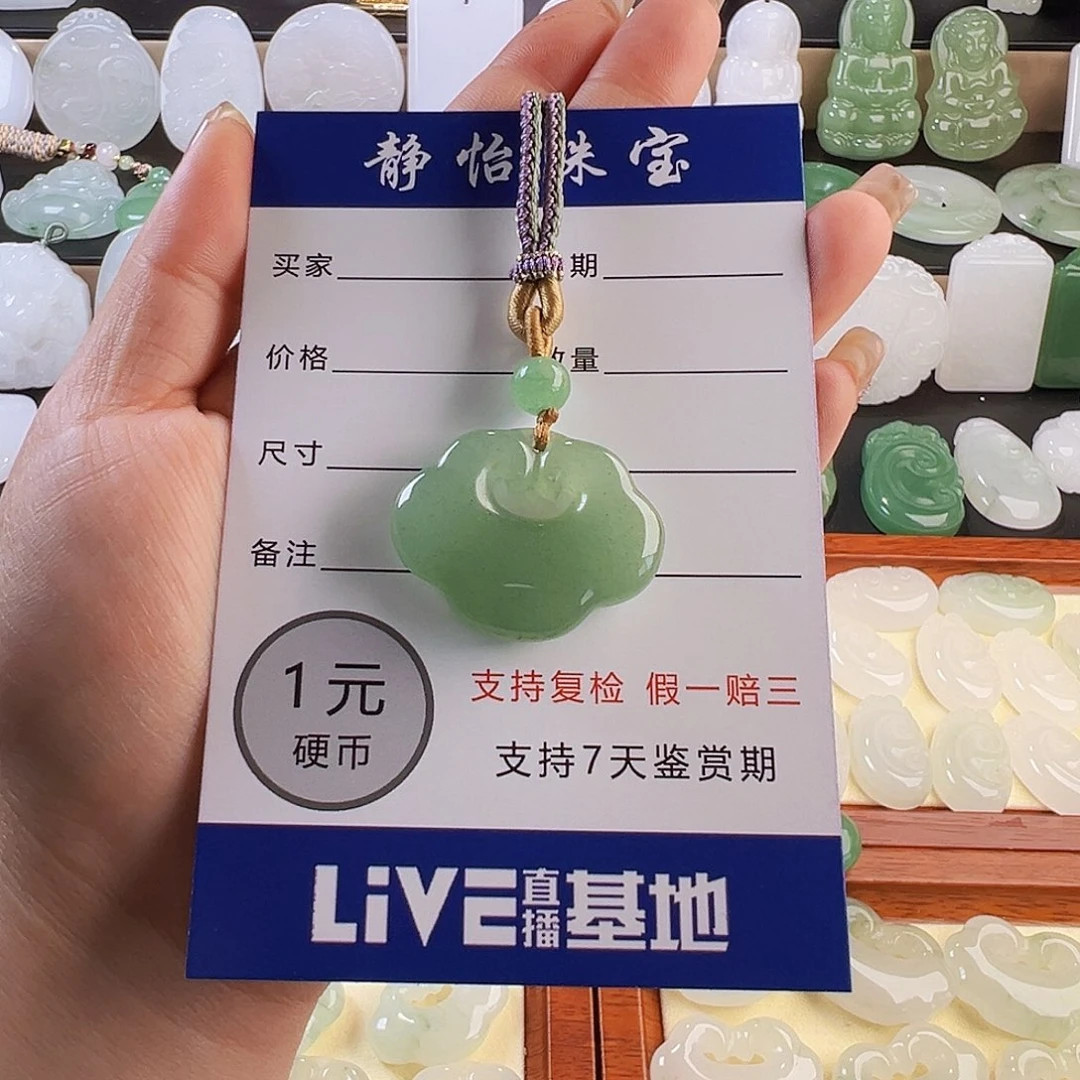 静怡珠宝
买家 期
价格 数量
尺寸
备注
1元
硬币
支持复检 假一赔三
支持7天鉴赏期
LiVE直播基地